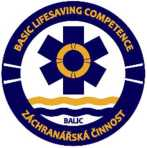 BASIC LIFESAVING COMPETENCE
BALIC
ZÁCHRANÁŘSKÁ ČINNOST